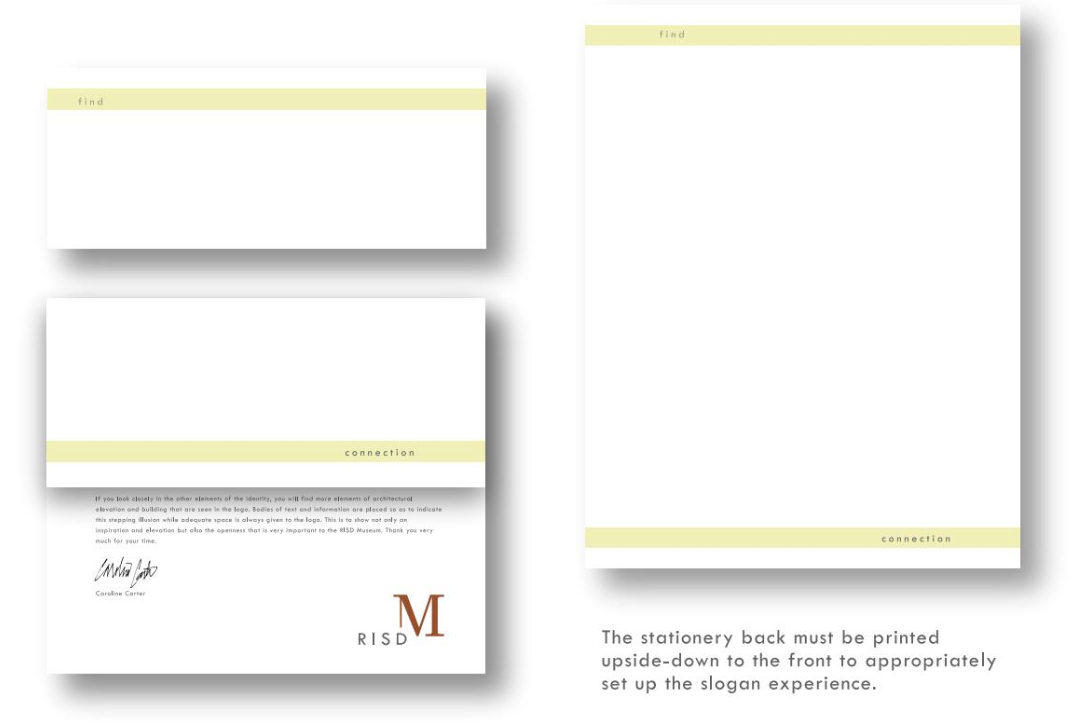 find
connection
If you look closely in the other elements of the identity, you will find more elements of architectural
elevation and building that are seen in the logo. Bodies of text and information are placed so as to indicate
this stepping illusion while adequate space is always given to the logo. This is to show not only an
inspiration and elevation but also the openness that is very important to the RISD Museum. Thank you very
much for your time.
Caroline Carter
Caroline Carter
RISD M
find
connection
The stationery back must be printed
upside-down to the front to appropriately
set up the slogan experience.